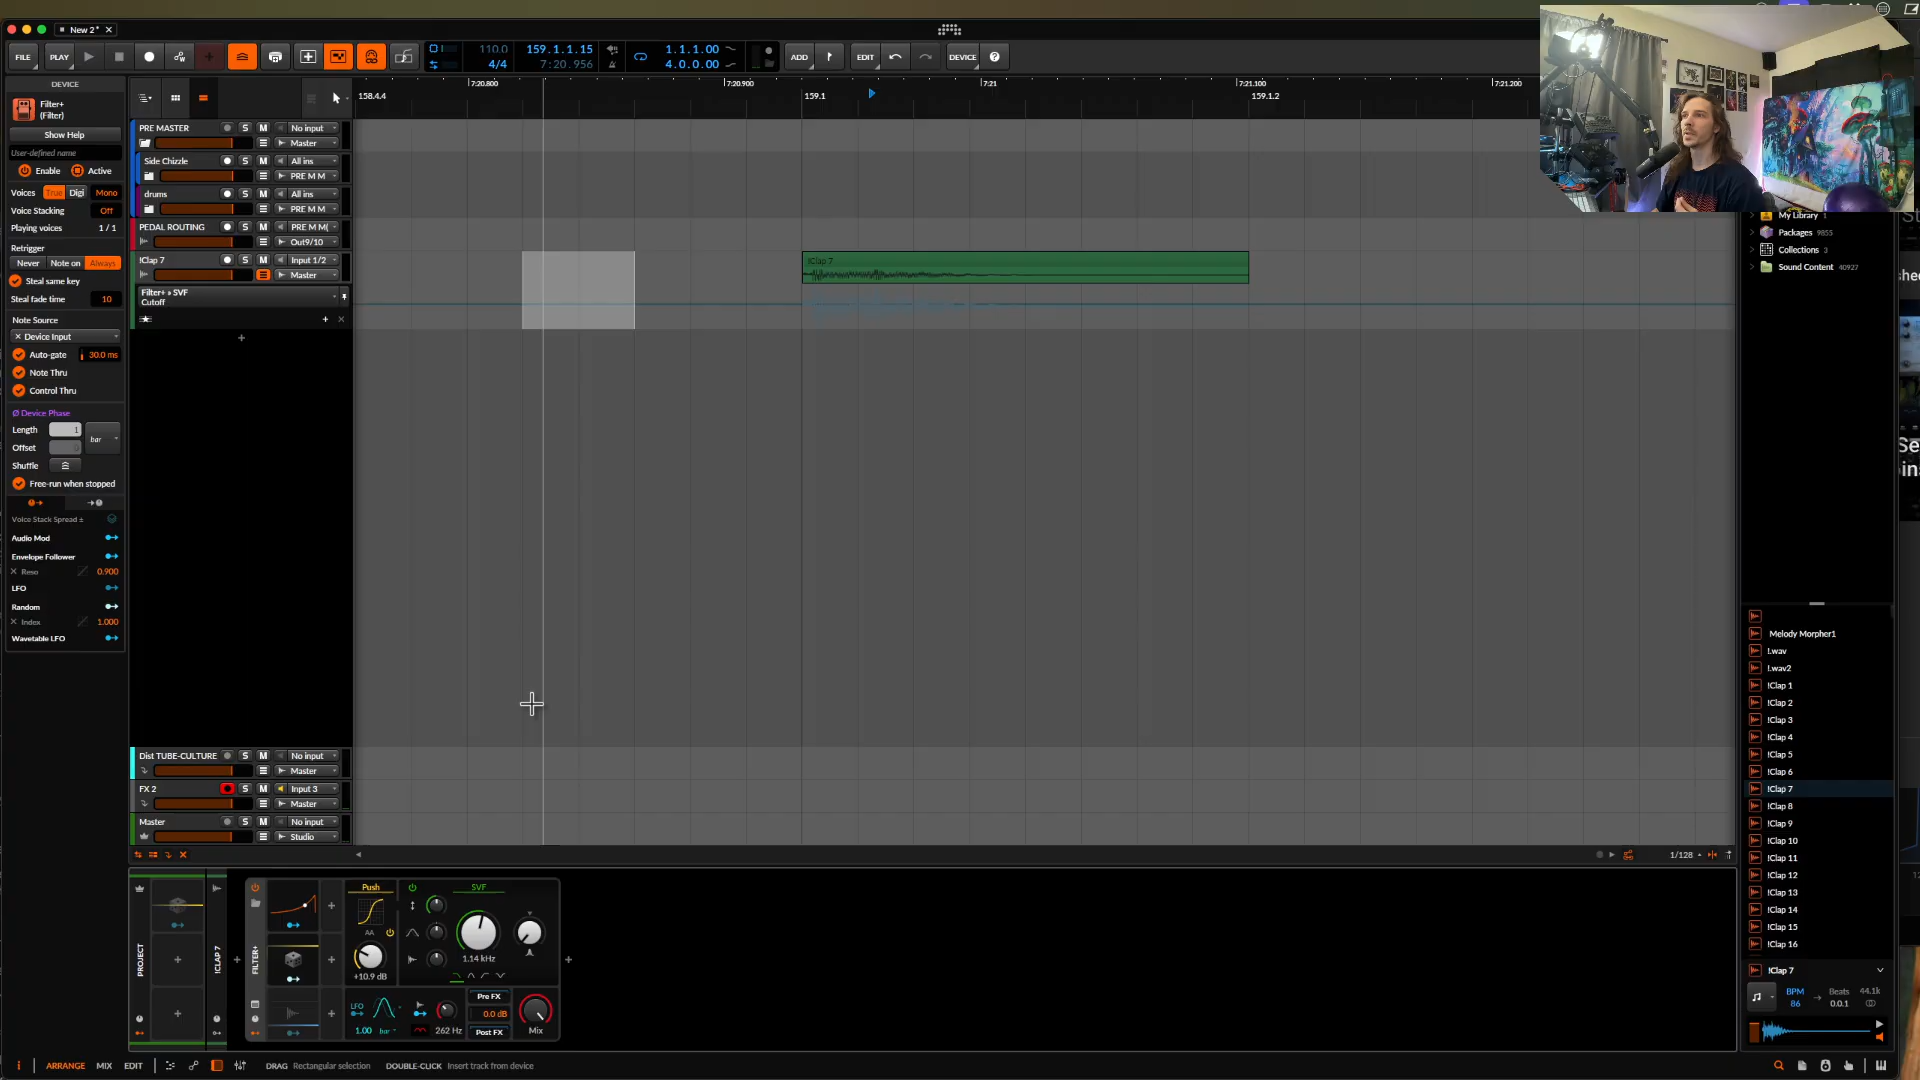 New 2*
FILE
PLAY
110.0
4/4
159.1.1.15
7:20.956
1.1.1.00
4.0.0.00
ADD
EDIT
DEVICE
DEVICE
Filter+
(Filter)
Show Help
User-defined name
Enable
Active
Voices
True
Digi
Mono
Voice Stacking
Off
Playing voices
1 / 1
Retrigger
Never
Note on
Always
Steal same key
Steal fade time
10
Note Source
Device Input
Auto-gate
30.0 ms
Note Thru
Control Thru
Ø Device Phase
Length
1
bar
Offset
Shuffle
Free-run when stopped
Voice Stack Spread ±
Audio Mod
Envelope Follower
Reso
0.900
LFO
Random
Index
1.000
Wavetable LFO
7:20.800
7:20.900
7:21
7:21.100
7:21.200
158.4.4
159.1
159.1.2
PRE MASTER
S
M
No input
Master
Side Chizzle
S
M
All ins
PRE M M
drums
S
M
All ins
PRE M M
PEDAL ROUTING
S
M
PRE M M(
Out9/10
!Clap 7
S
M
Input 1/2
Master
Filter+ » SVF
Cutoff
!Clap 7
Dist TUBE-CULTURE
S
M
No input
Master
FX 2
S
M
Input 3
Master
Master
S
M
No input
Studio
1/128
PROJECT
!CLAP 7
FILTER+
Push
AA
+10.9 dB
SVF
1.14 kHz
LFO
1.00
bar
262 Hz
Pre FX
0.0 dB
Post FX
Mix
My Library 1
Packages 9855
Collections 3
Sound Content 40927
Melody Morpher1
!.wav
!.wav2
!Clap 1
!Clap 2
!Clap 3
!Clap 4
!Clap 5
!Clap 6
!Clap 7
!Clap 8
!Clap 9
!Clap 10
!Clap 11
!Clap 12
!Clap 13
!Clap 14
!Clap 15
!Clap 16
!Clap 7
BPM
86
Beats
0.0.1
44.1k
ARRANGE
MIX
EDIT
DRAG
Rectangular selection
DOUBLE-CLICK
Insert track from device